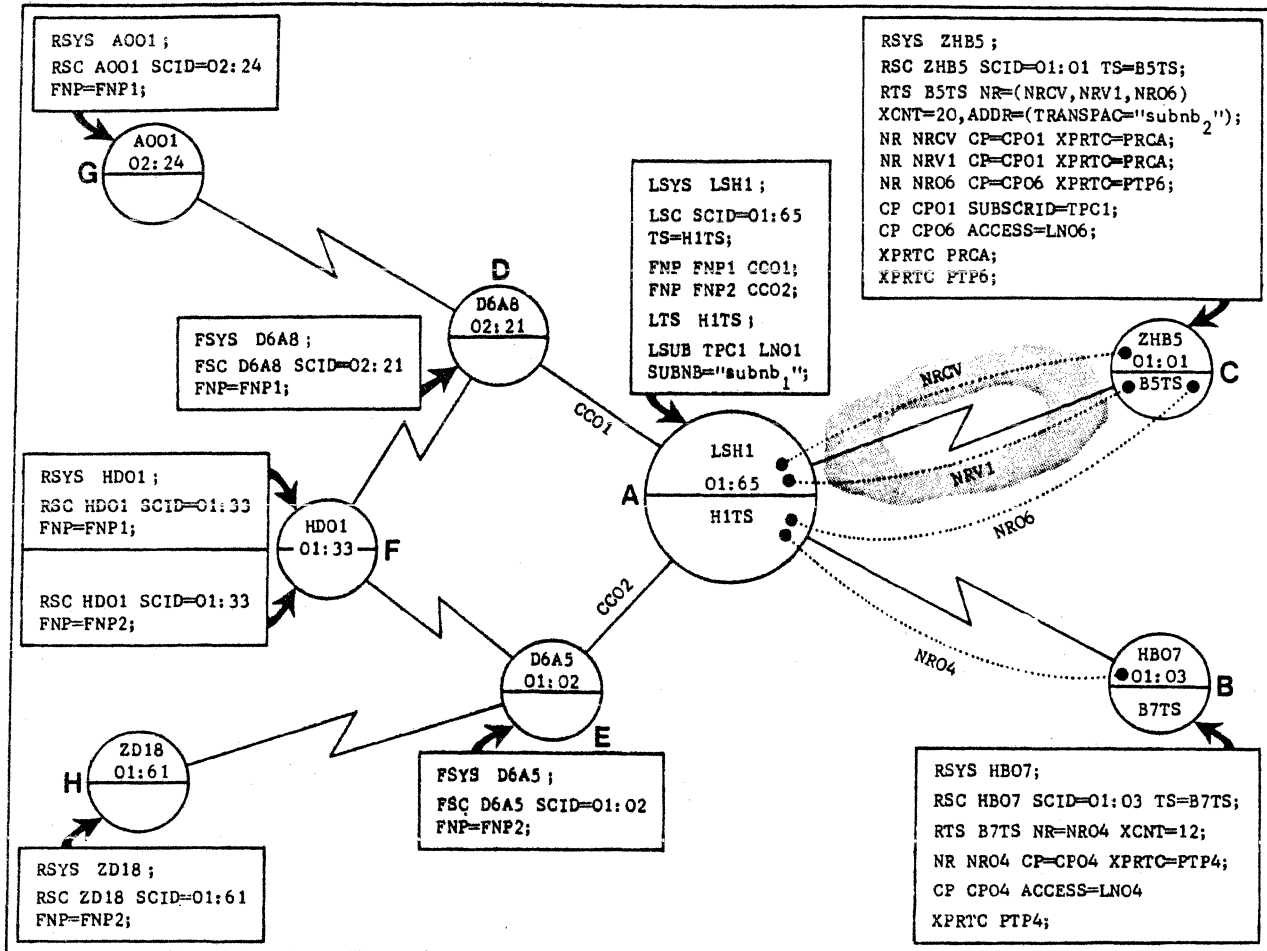 RSYS A001;
RSC A001 SCID=02:24
FNP=FNP1;
A001
02:24
G
RSYS ZHB5;
RSC ZHB5 SCID=01:01 TS=B5TS;
RTS B5TS NR=(NRCV,NRV1,NR06)
XCNT=20,ADDR=(TRANSPAC="subnb₂");
NR NRCV CP=CP01 XPRTC=PRCA;
NR NRV1 CP=CP01 XPRTC=PRCA;
NR NR06 CP=CP06 XPRTC=PTP6;
CP CP01 SUBSCRID=TPC1;
CP CP06 ACCESS=LN06;
XPRTC PRCA;
XPRTC PTP6;
LSYS LSH1;
LSC SCID=01:65
TS=H1TS;
FNP FNP1 CC01;
FNP FNP2 CC02;
LTS H1TS;
LSUB TPC1 LN01
SUBNB="subnb₁";
D
D6A8
02:21
FSYS D6A8;
FSC D6A8 SCID=02:21
FNP=FNP1;
ZHB5
01:01
B5TS
C
NRCV
CC01
LSH1
01:65
H1TS
A
NRV1
NR06
RSYS HD01;
RSC HD01 SCID=01:33
FNP=FNP1;
RSC HD01 SCID=01:33
FNP=FNP2;
HD01
01:33
F
CC02
NR04
D6A5
01:02
E
HB07
01:03
B7TS
B
ZD18
01:61
H
FSYS D6A5;
FSC D6A5 SCID=01:02
FNP=FNP2;
RSYS HB07;
RSC HB07 SCID=01:03 TS=B7TS;
RTS B7TS NR=NR04 XCNT=12;
NR NR04 CP=CP04 XPRTC=PTP4;
CP CP04 ACCESS=LN04
XPRTC PTP4;
RSYS ZD18;
RSC ZD18 SCID=01:61
FNP=FNP2;